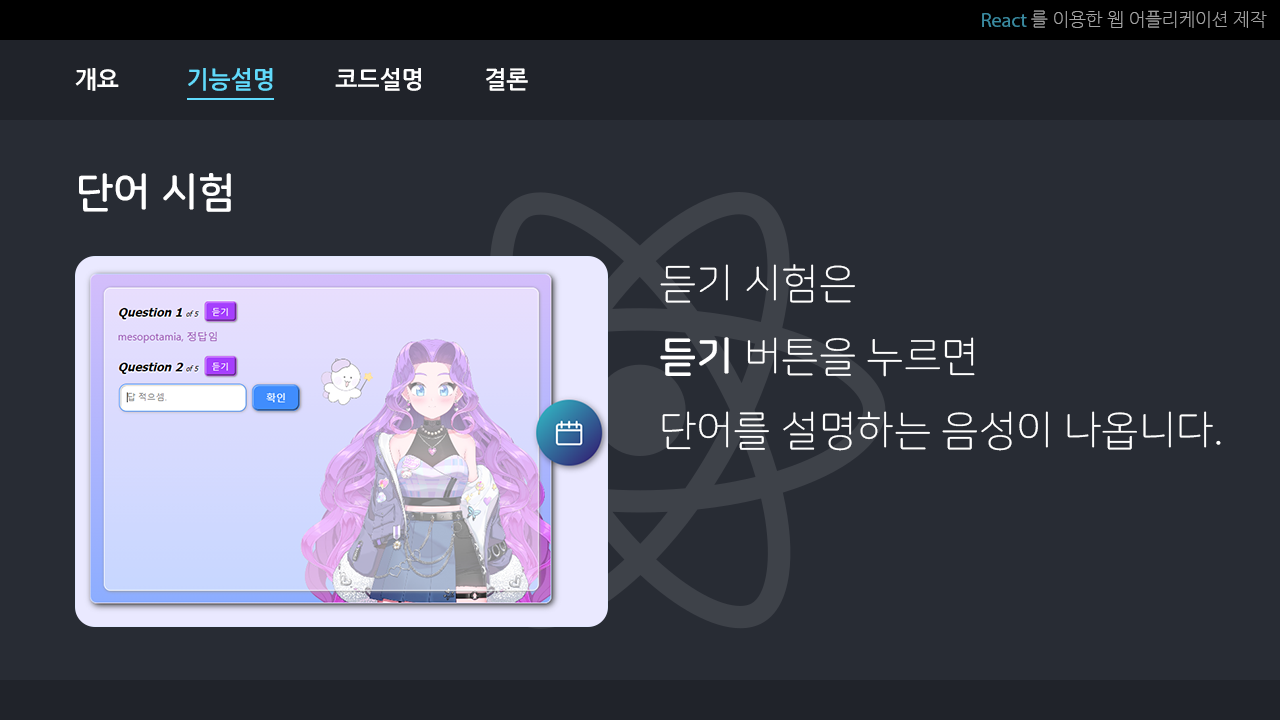 React 를 이용한 웹 어플리케이션 제작
개요 기능설명 코드설명 결론
단어 시험
Question 1 of 5 듣기
mesopotamia, 정답임
Question 2 of 5 듣기
답 적으셈. 확인
듣기 시험은
듣기 버튼을 누르면
단어를 설명하는 음성이 나옵니다.